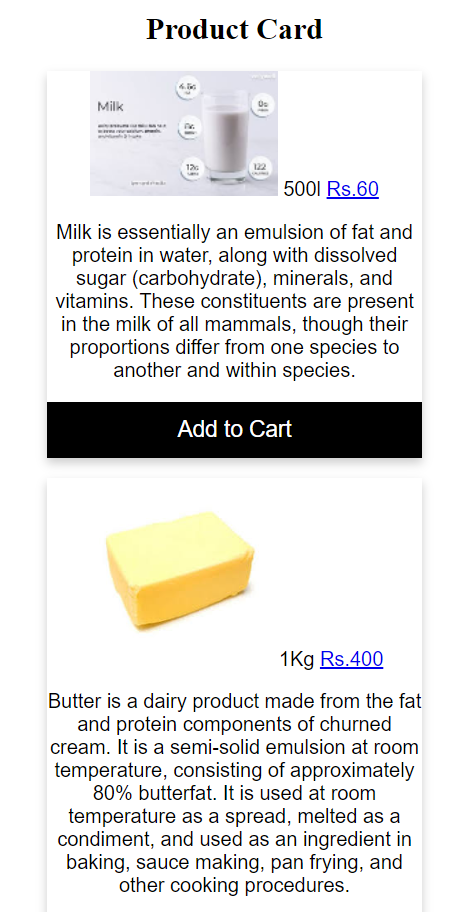 Product Card
Milk
12g
122
500l Rs.60
Milk is essentially an emulsion of fat and
protein in water, along with dissolved
sugar (carbohydrate), minerals, and
vitamins. These constituents are present
in the milk of all mammals, though their
proportions differ from one species to
another and within species.
Add to Cart
1Kg Rs.400
Butter is a dairy product made from the fat
and protein components of churned
cream. It is a semi-solid emulsion at room
temperature, consisting of approximately
80% butterfat. It is used at room
temperature as a spread, melted as a
condiment, and used as an ingredient in
baking, sauce making, pan frying, and
other cooking procedures.